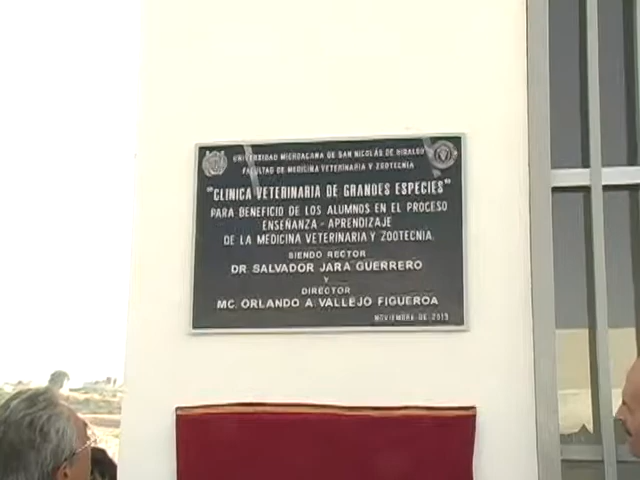 UNIVERSIDAD MICHOACANA DE SAN NICOLÁS DE HIDALGO
FACULTAD DE MEDICINA VETERINARIA Y ZOOTECNIA
"CLINICA VETERINARIA DE GRANDES ESPECIES"
PARA BENEFICIO DE LOS ALUMNOS EN EL PROCESO
ENSEÑANZA - APRENDIZAJE
DE LA MEDICINA VETERINARIA Y ZOOTECNIA.
SIENDO RECTOR
DR. SALVADOR JARA GUERRERO
Y
DIRECTOR
MC. ORLANDO A. VALLEJO FIGUEROA
NOVIEMBRE DE 2013